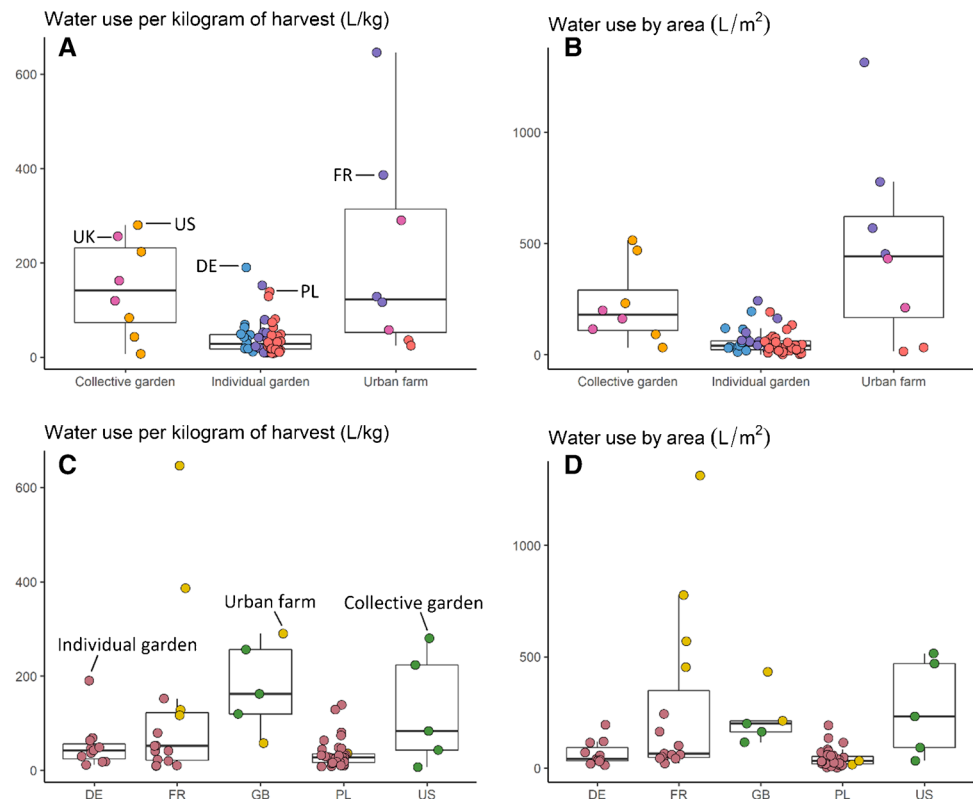 Water use per kilogram of harvest (L/kg)
A
600
400
200
0
US
UK
DE
PL
FR
Collective garden
Individual garden
Urban farm
Water use by area (L/m²)
B
1000
500
0
Collective garden
Individual garden
Urban farm
Water use per kilogram of harvest (L/kg)
C
600
400
200
0
Individual garden
Urban farm
Collective garden
DE
FR
GB
PL
US
Water use by area (L/m²)
D
1000
500
0
DE
FR
GB
PL
US